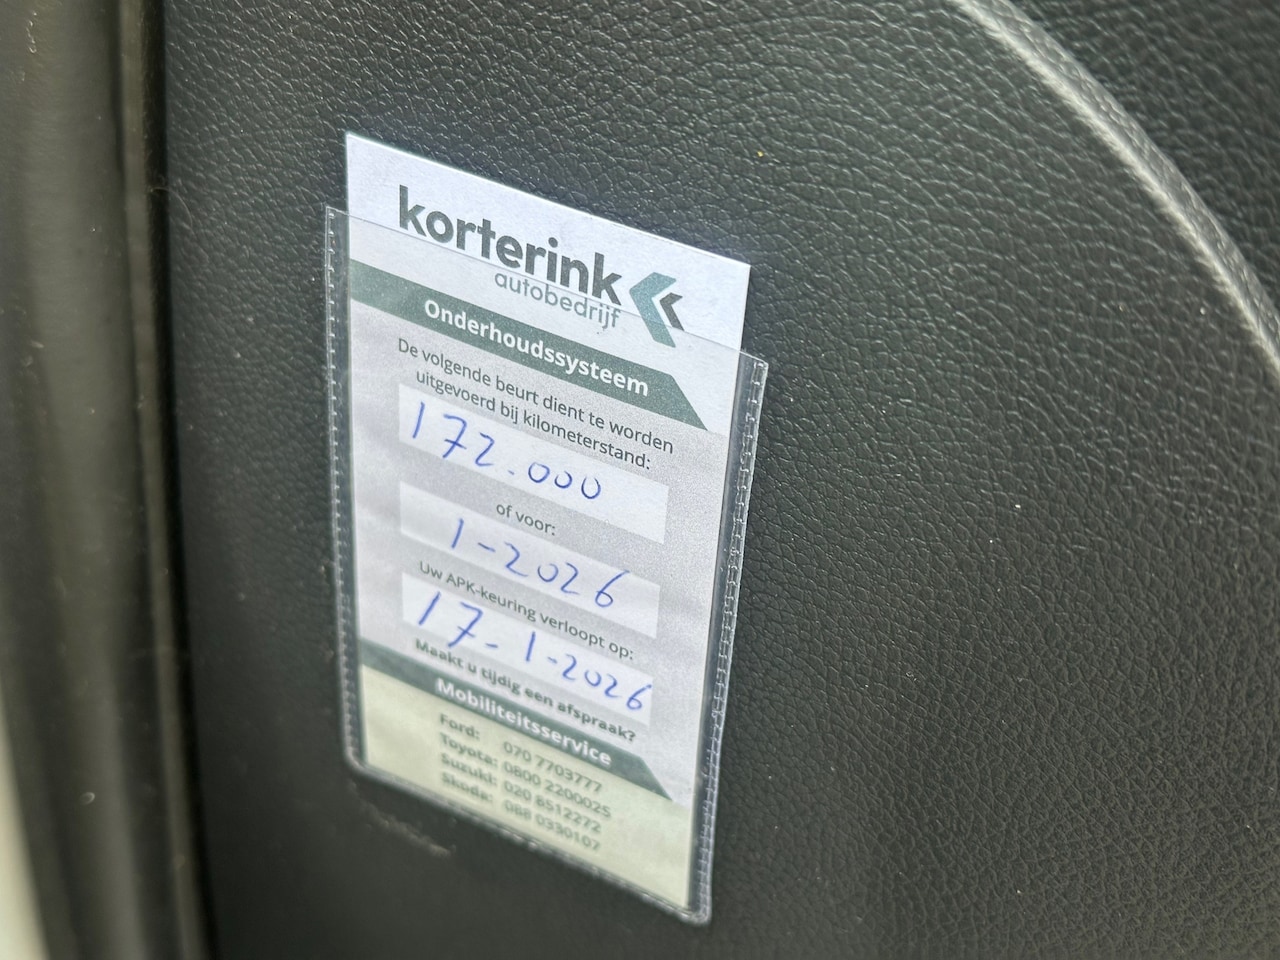 korterink
autobedrijf
Onderhoudssysteem
De volgende beurt dient te worden
uitgevoerd bij kilometerstand:
172.000
of voor:
1-2026
Uw APK-keuring verloopt op:
17-1-2026
Maakt u tijdig een afspraak?
Mobiliteitsservice
Ford: 070 7703777
Toyota: 0800 2200025
Suzuki: 020 8512272
Skoda: 088 0330107